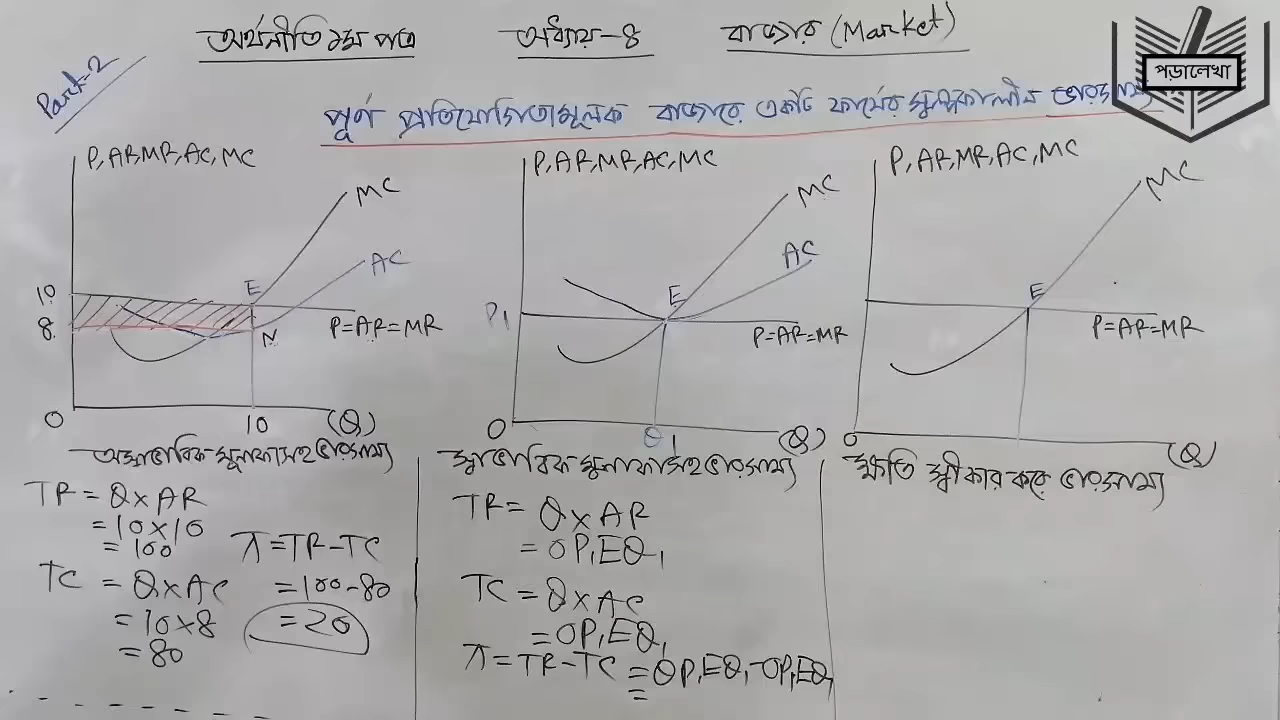 অর্থনীতি ১ম পত্র অধ্যায়-৪ বাজার (Market)
পড়ালেখা
Part-2
পূর্ণ প্রতিযোগিতামূলক বাজারে একটি ফার্মের স্বল্পকালীন ভারসাম্য
P, AR, MR, AC, MC
MC
AC
10
E
8
N
P=AR=MR
O
10
(Q)
অস্বাভাবিক মুনাফাসহ ভারসাম্য
TR = Q×AR
= 10×10
= 100
TC = Q×AC
= 10×8
= 80
π=TR-TC
=100-80
=20
P, AR, MR, AC, MC
MC
AC
E
P1
P=AR=MR
O
Q1
(Q)
স্বাভাবিক মুনাফাসহ ভারসাম্য
TR= Q×AR
= OP1EQ1
TC = Q×AC
= OP1EQ1
π=TR-TC =OP1EQ1-OP1EQ1
=
P, AR, MR, AC, MC
MC
E
P=AR=MR
O
(Q)
ক্ষতি স্বীকার করে ভারসাম্য